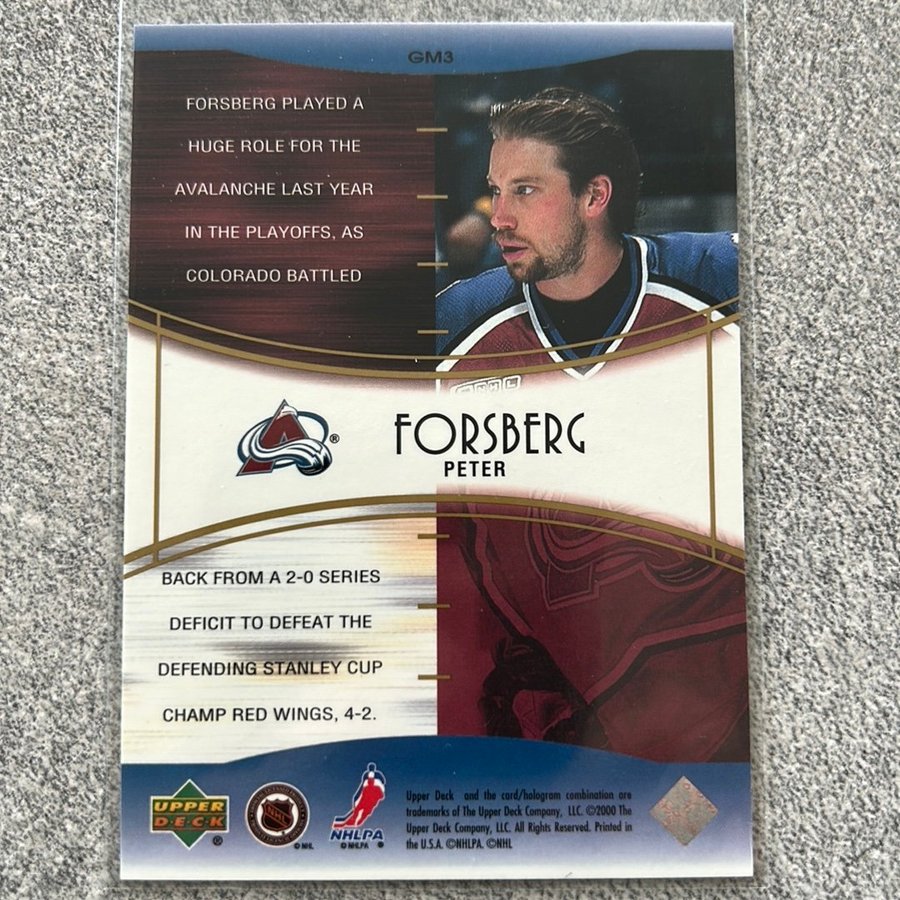 GM3
FORSBERG PLAYED A
HUGE ROLE FOR THE
AVALANCHE LAST YEAR
IN THE PLAYOFFS, AS
COLORADO BATTLED
A ®
FORSBERG
PETER
BACK FROM A 2-0 SERIES
DEFICIT TO DEFEAT THE
DEFENDING STANLEY CUP
CHAMP RED WINGS, 4-2.
UPPER
DECK ®
NHL
© NHL
NHLPA
© NHLPA
Upper Deck and the card/hologram combination are
trademarks of The Upper Deck Company, LLC. ©2000 The
Upper Deck Company, LLC. All Rights Reserved. Printed in
the U.S.A. ©NHLPA. ©NHL